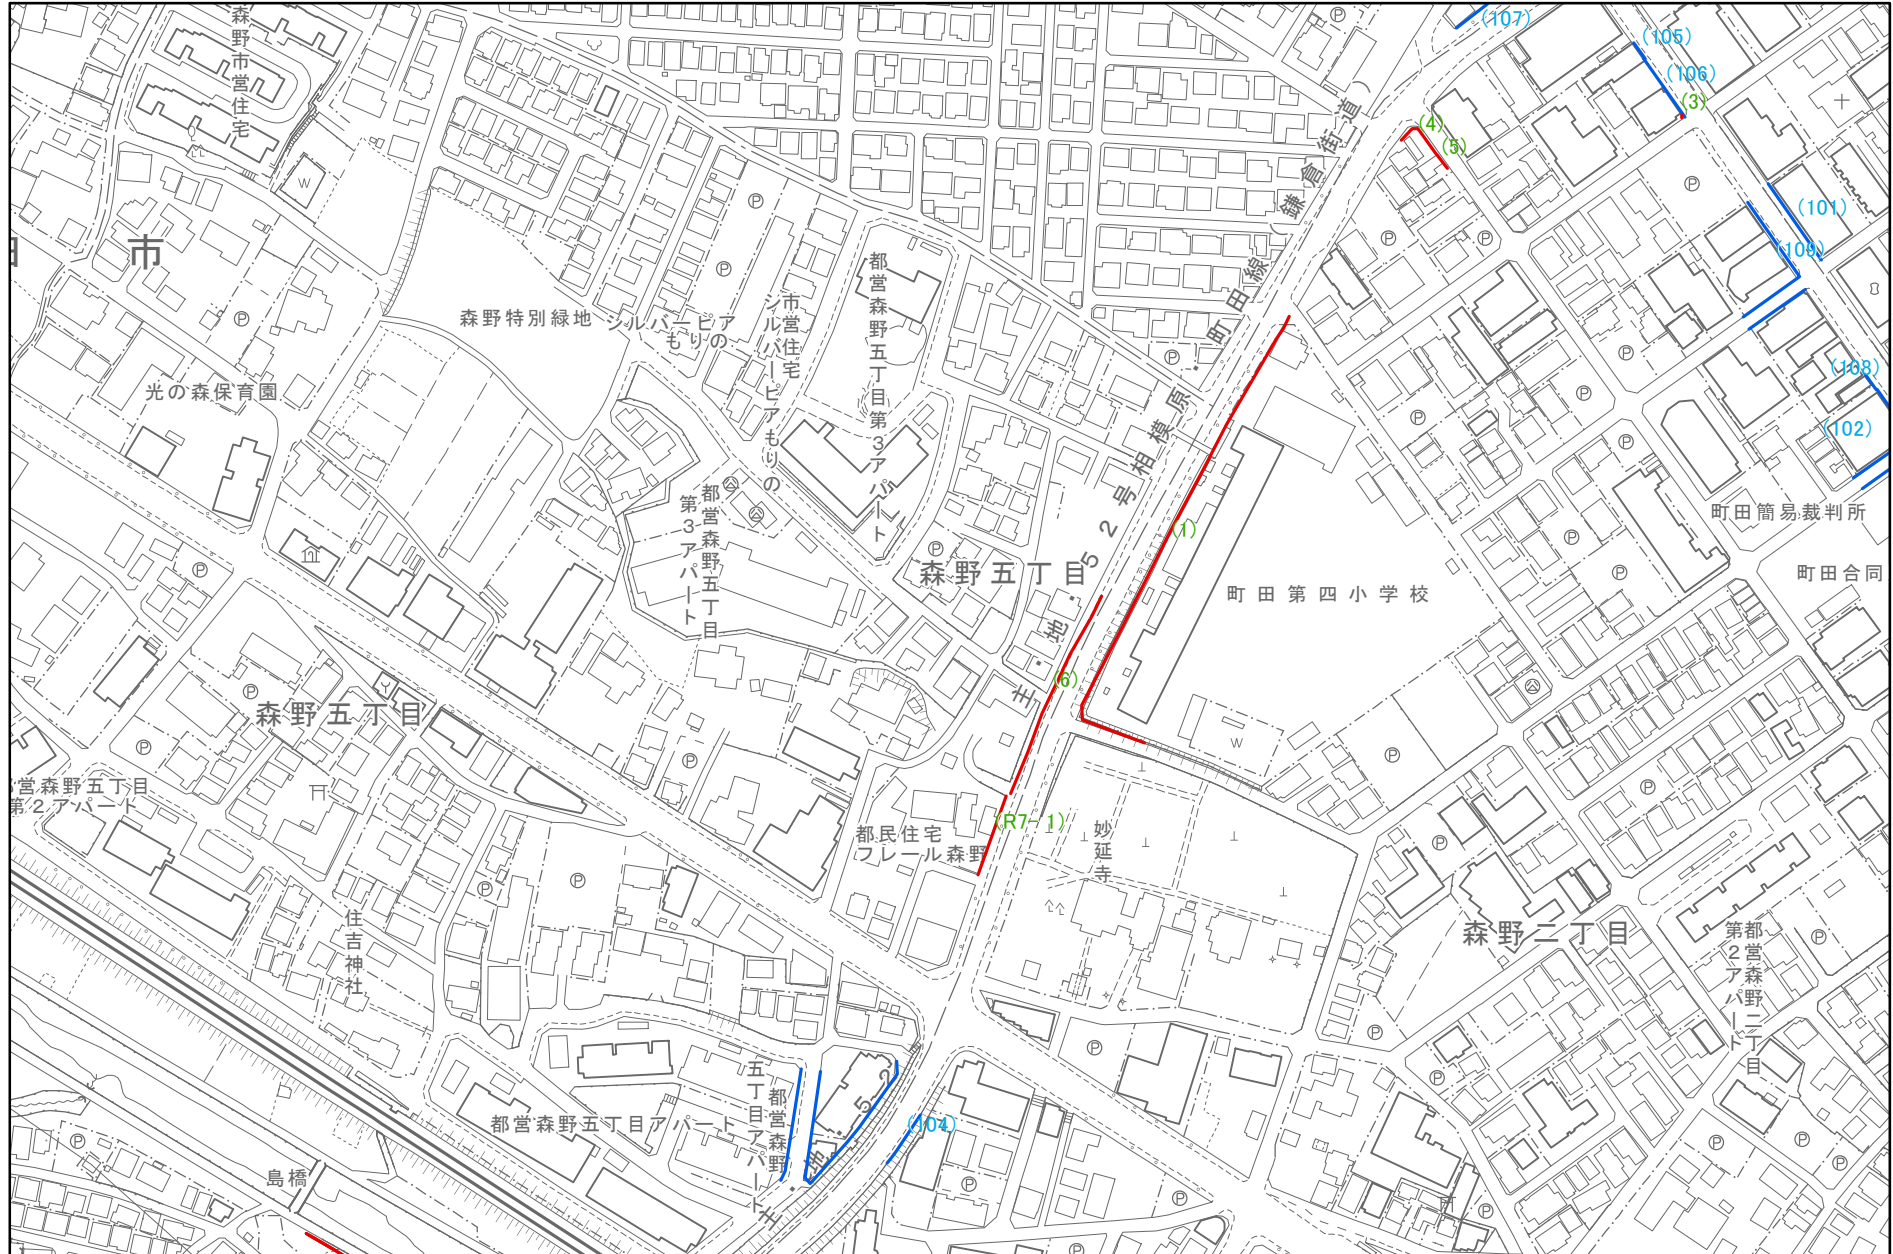 森野市営住宅
(107)
(105)
(106)
(3)
(4)
(5)
(101)
(109)
(108)
(102)
市
森野特別緑地
シルバーピア
もりの
市営住宅
シルバーピアもりの
都営森野五丁目第3アパート
主地52号相模原町田線(鎌倉街道)
光の森保育園
都営森野五丁目
第3アパート
森野五丁目
(1)
町田第四小学校
町田簡易裁判所
町田合同
(6)
森野五丁目
営森野五丁目
第2アパート
(R7-1)
都民住宅
フレール森野
妙延寺
住吉神社
森野二丁目
都営森野二丁目
第2アパート
都営森野五丁目アパート
都営森野
五丁目アパート
主地.52
(104)
島橋
W
W